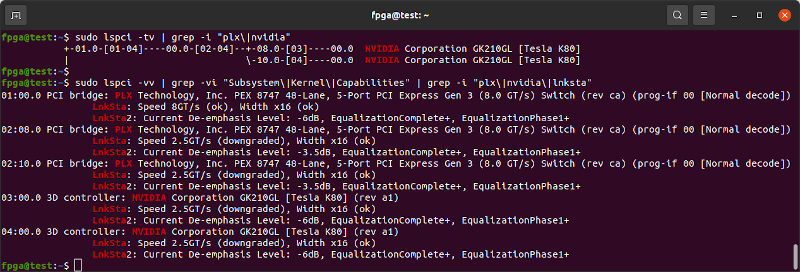 fpga@test: ~
fpga@test:~$ sudo lspci -tv | grep -i "plx\|nvidia"
+-01.0-[01-04]----00.0-[02-04]--+-08.0-[03]----00.0  NVIDIA Corporation GK210GL [Tesla K80]
|                               \-10.0-[04]----00.0  NVIDIA Corporation GK210GL [Tesla K80]
fpga@test:~$
fpga@test:~$ sudo lspci -vv | grep -vi "Subsystem\|Kernel\|Capabilities" | grep -i "plx\|nvidia\|lnksta"
01:00.0 PCI bridge: PLX Technology, Inc. PEX 8747 48-Lane, 5-Port PCI Express Gen 3 (8.0 GT/s) Switch (rev ca) (prog-if 00 [Normal decode])
LnkSta: Speed 8GT/s (ok), Width x16 (ok)
LnkSta2: Current De-emphasis Level: -6dB, EqualizationComplete+, EqualizationPhase1+
02:08.0 PCI bridge: PLX Technology, Inc. PEX 8747 48-Lane, 5-Port PCI Express Gen 3 (8.0 GT/s) Switch (rev ca) (prog-if 00 [Normal decode])
LnkSta: Speed 2.5GT/s (downgraded), Width x16 (ok)
LnkSta2: Current De-emphasis Level: -3.5dB, EqualizationComplete+, EqualizationPhase1+
02:10.0 PCI bridge: PLX Technology, Inc. PEX 8747 48-Lane, 5-Port PCI Express Gen 3 (8.0 GT/s) Switch (rev ca) (prog-if 00 [Normal decode])
LnkSta: Speed 2.5GT/s (downgraded), Width x16 (ok)
LnkSta2: Current De-emphasis Level: -3.5dB, EqualizationComplete+, EqualizationPhase1+
03:00.0 3D controller: NVIDIA Corporation GK210GL [Tesla K80] (rev a1)
LnkSta: Speed 2.5GT/s (downgraded), Width x16 (ok)
LnkSta2: Current De-emphasis Level: -6dB, EqualizationComplete+, EqualizationPhase1+
04:00.0 3D controller: NVIDIA Corporation GK210GL [Tesla K80] (rev a1)
LnkSta: Speed 2.5GT/s (downgraded), Width x16 (ok)
LnkSta2: Current De-emphasis Level: -6dB, EqualizationComplete+, EqualizationPhase1+
fpga@test:~$